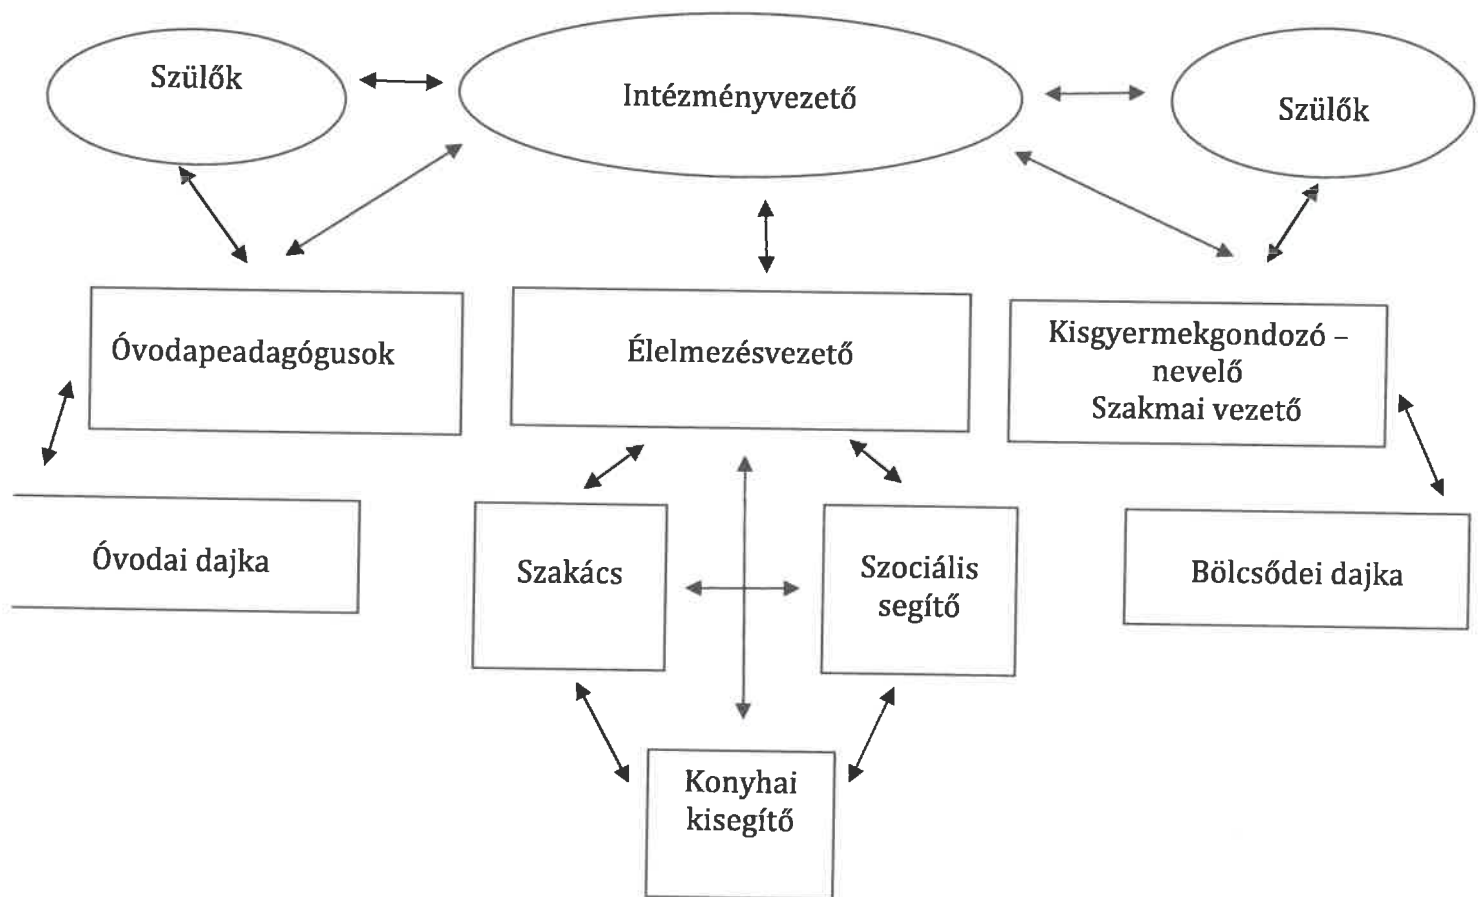 Szülők
Intézményvezető
Szülők
Óvodapeadagógusok
Élelmezésvezető
Kisgyermekgondozó –
nevelő
Szakmai vezető
Óvodai dajka
Szakács
Szociális
segítő
Bölcsődei dajka
Konyhai
kisegítő